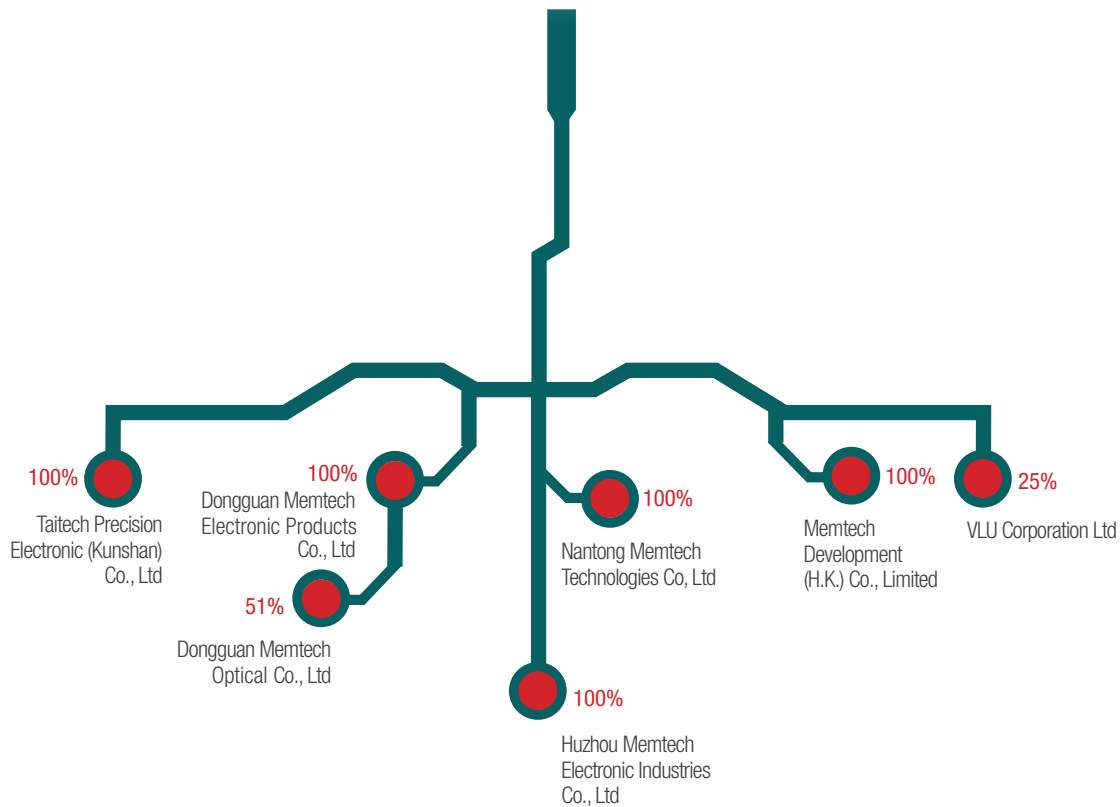 100%
Taitech Precision
Electronic (Kunshan)
Co., Ltd
100%
Dongguan Memtech
Electronic Products
Co., Ltd
51%
Dongguan Memtech
Optical Co., Ltd
100%
Huzhou Memtech
Electronic Industries
Co., Ltd
100%
Nantong Memtech
Technologies Co, Ltd
100%
Memtech
Development
(H.K.) Co., Limited
25%
VLU Corporation Ltd